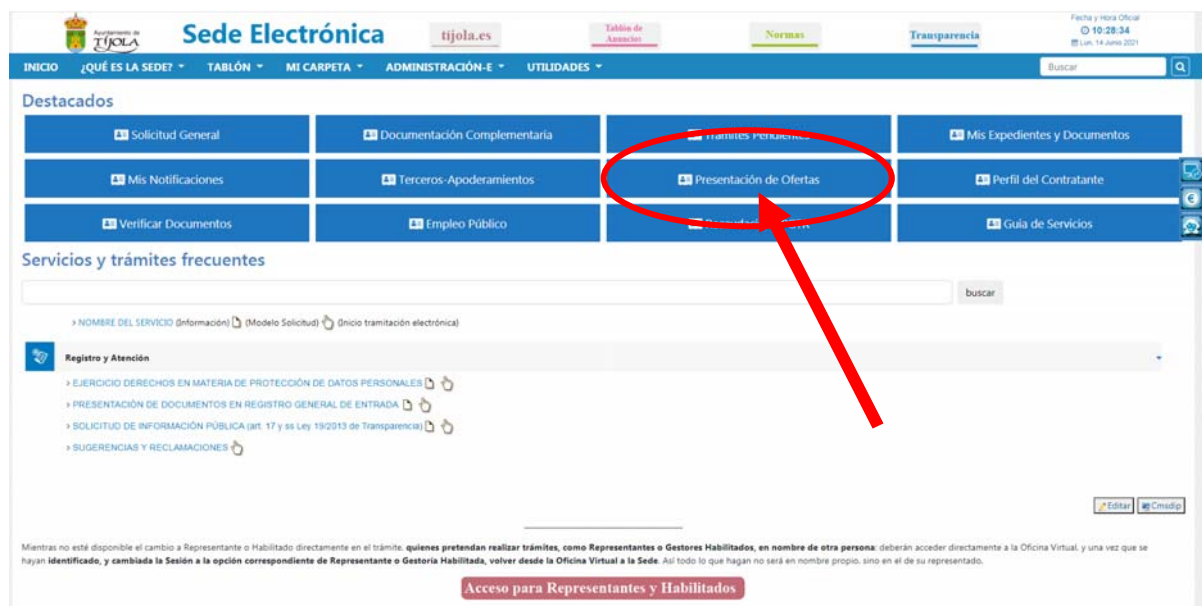 Fecha y Hora Oficial
Ayuntamiento de
TÍJOLA
Sede Electrónica
tijola.es
Tablón de
Anuncios
Normas
Transparencia
10:28:34
Lun, 14 Junio 2021
INICIO ¿QUÉ ES LA SEDE? TABLÓN MI CARPETA ADMINISTRACIÓN-E UTILIDADES Buscar
Destacados
Solicitud General Documentación Complementaria Trámites Pendientes Mis Expedientes y Documentos
Mis Notificaciones Terceros-Apoderamientos Presentación de Ofertas Perfil del Contratante
Verificar Documentos Empleo Público Guia de Servicios
Servicios y trámites frecuentes
buscar
› NOMBRE DEL SERVICIO (Información) (Modelo Solicitud) (Inicio tramitación electrónica)
Registro y Atención
› EJERCICIO DERECHOS EN MATERIA DE PROTECCIÓN DE DATOS PERSONALES
› PRESENTACIÓN DE DOCUMENTOS EN REGISTRO GENERAL DE ENTRADA
› SOLICITUD DE INFORMACIÓN PÚBLICA (art. 17 y ss Ley 19/2013 de Transparencia)
› SUGERENCIAS Y RECLAMACIONES
Editar Cmsdip
Mientras no esté disponible el cambio a Representante o Habilitado directamente en el trámite, quienes pretendan realizar trámites, como Representantes o Gestores Habilitados, en nombre de otra persona: deberán acceder directamente a la Oficina Virtual, y una vez que se
hayan identificado, y cambiada la Sesión a la opción correspondiente de Representante o Gestoría Habilitada, volver desde la Oficina Virtual a la Sede. Así todo lo que hagan no será en nombre propio, sino en el de su representado.
Acceso para Representantes y Habilitados